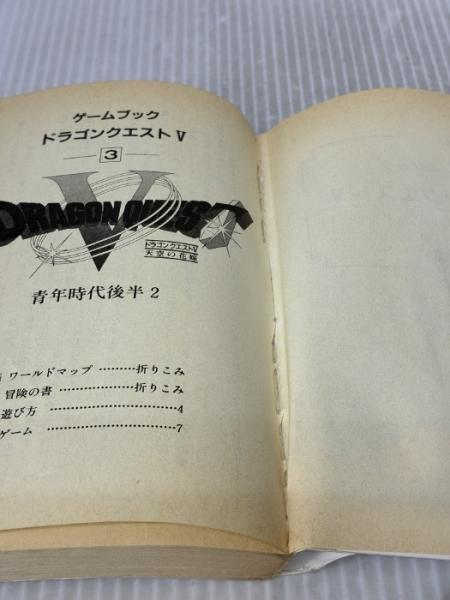 ゲームブック
ドラゴンクエストV
3
DRAGON QUEST
V
ドラゴンクエストV
天空の花嫁
青年時代後半2
ワールドマップ………折りこみ
冒険の書………………折りこみ
遊び方 ……………………4
ゲーム ……………………7